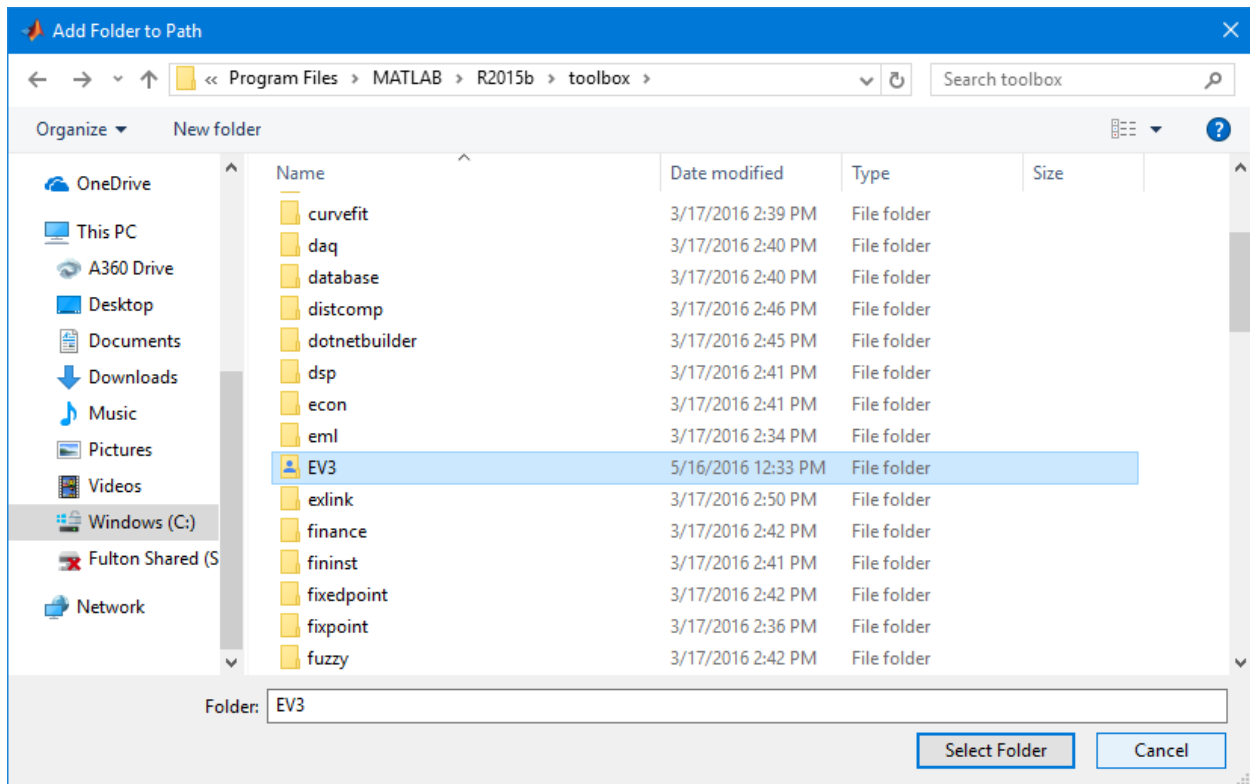 Add Folder to Path
« Program Files > MATLAB > R2015b > toolbox >
Search toolbox
Organize
New folder
?
OneDrive
This PC
A360 Drive
Desktop
Documents
Downloads
Music
Pictures
Videos
Windows (C:)
Fulton Shared (S
Network
Name Date modified Type Size
curvefit 3/17/2016 2:39 PM File folder
daq 3/17/2016 2:40 PM File folder
database 3/17/2016 2:40 PM File folder
distcomp 3/17/2016 2:46 PM File folder
dotnetbuilder 3/17/2016 2:45 PM File folder
dsp 3/17/2016 2:41 PM File folder
econ 3/17/2016 2:41 PM File folder
eml 3/17/2016 2:34 PM File folder
EV3 5/16/2016 12:33 PM File folder
exlink 3/17/2016 2:50 PM File folder
finance 3/17/2016 2:42 PM File folder
fininst 3/17/2016 2:41 PM File folder
fixedpoint 3/17/2016 2:42 PM File folder
fixpoint 3/17/2016 2:36 PM File folder
fuzzy 3/17/2016 2:42 PM File folder
Folder: EV3
Select Folder
Cancel